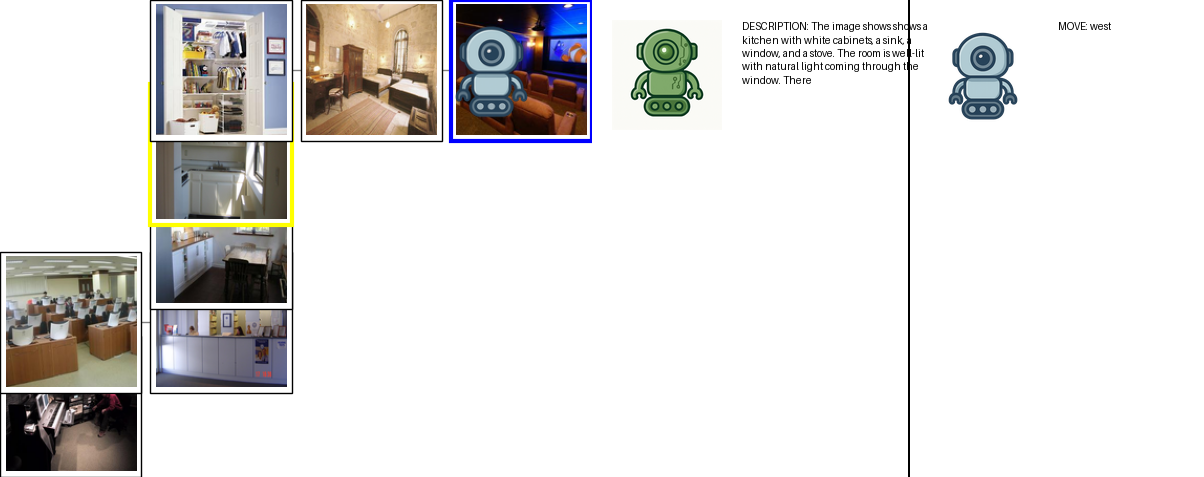 DESCRIPTION: The image shows shows a
kitchen with white cabinets, a sink, a
window, and a stove. The room is well-lit
with natural light coming through the
window. There
MOVE: west